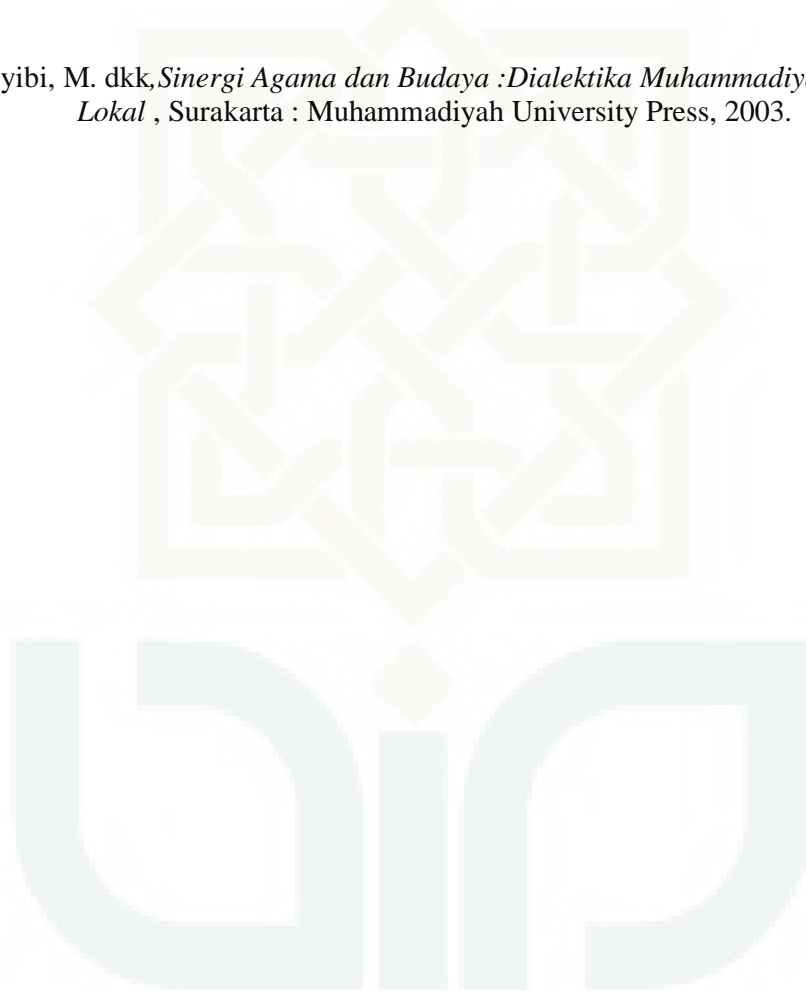 yibi, M. dkk,Sinergi Agama dan Budaya :Dialektika Muhammadiy
Lokal , Surakarta : Muhammadiyah University Press, 2003.